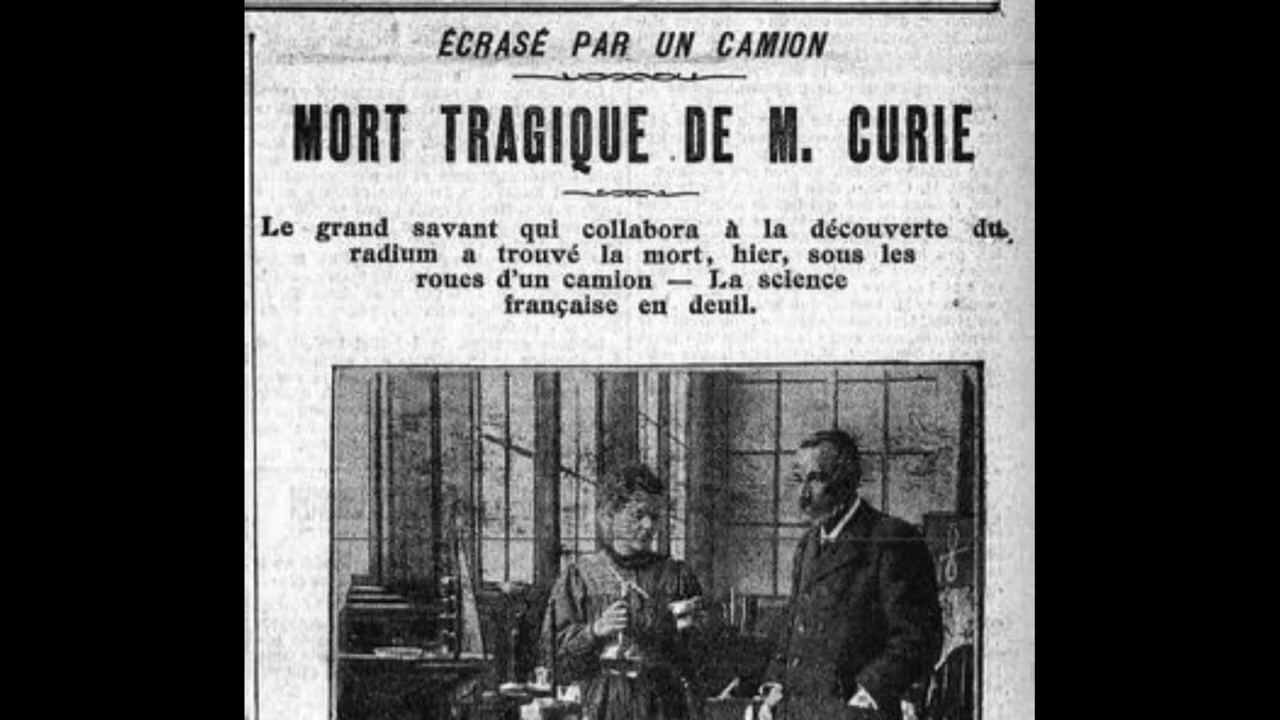 ÉCRASÉ PAR UN CAMION
MORT TRAGIQUE DE M. CURIE
Le grand savant qui collabora à la découverte du
radium a trouvé la mort, hier, sous les
roues d'un camion — La science
française en deuil.